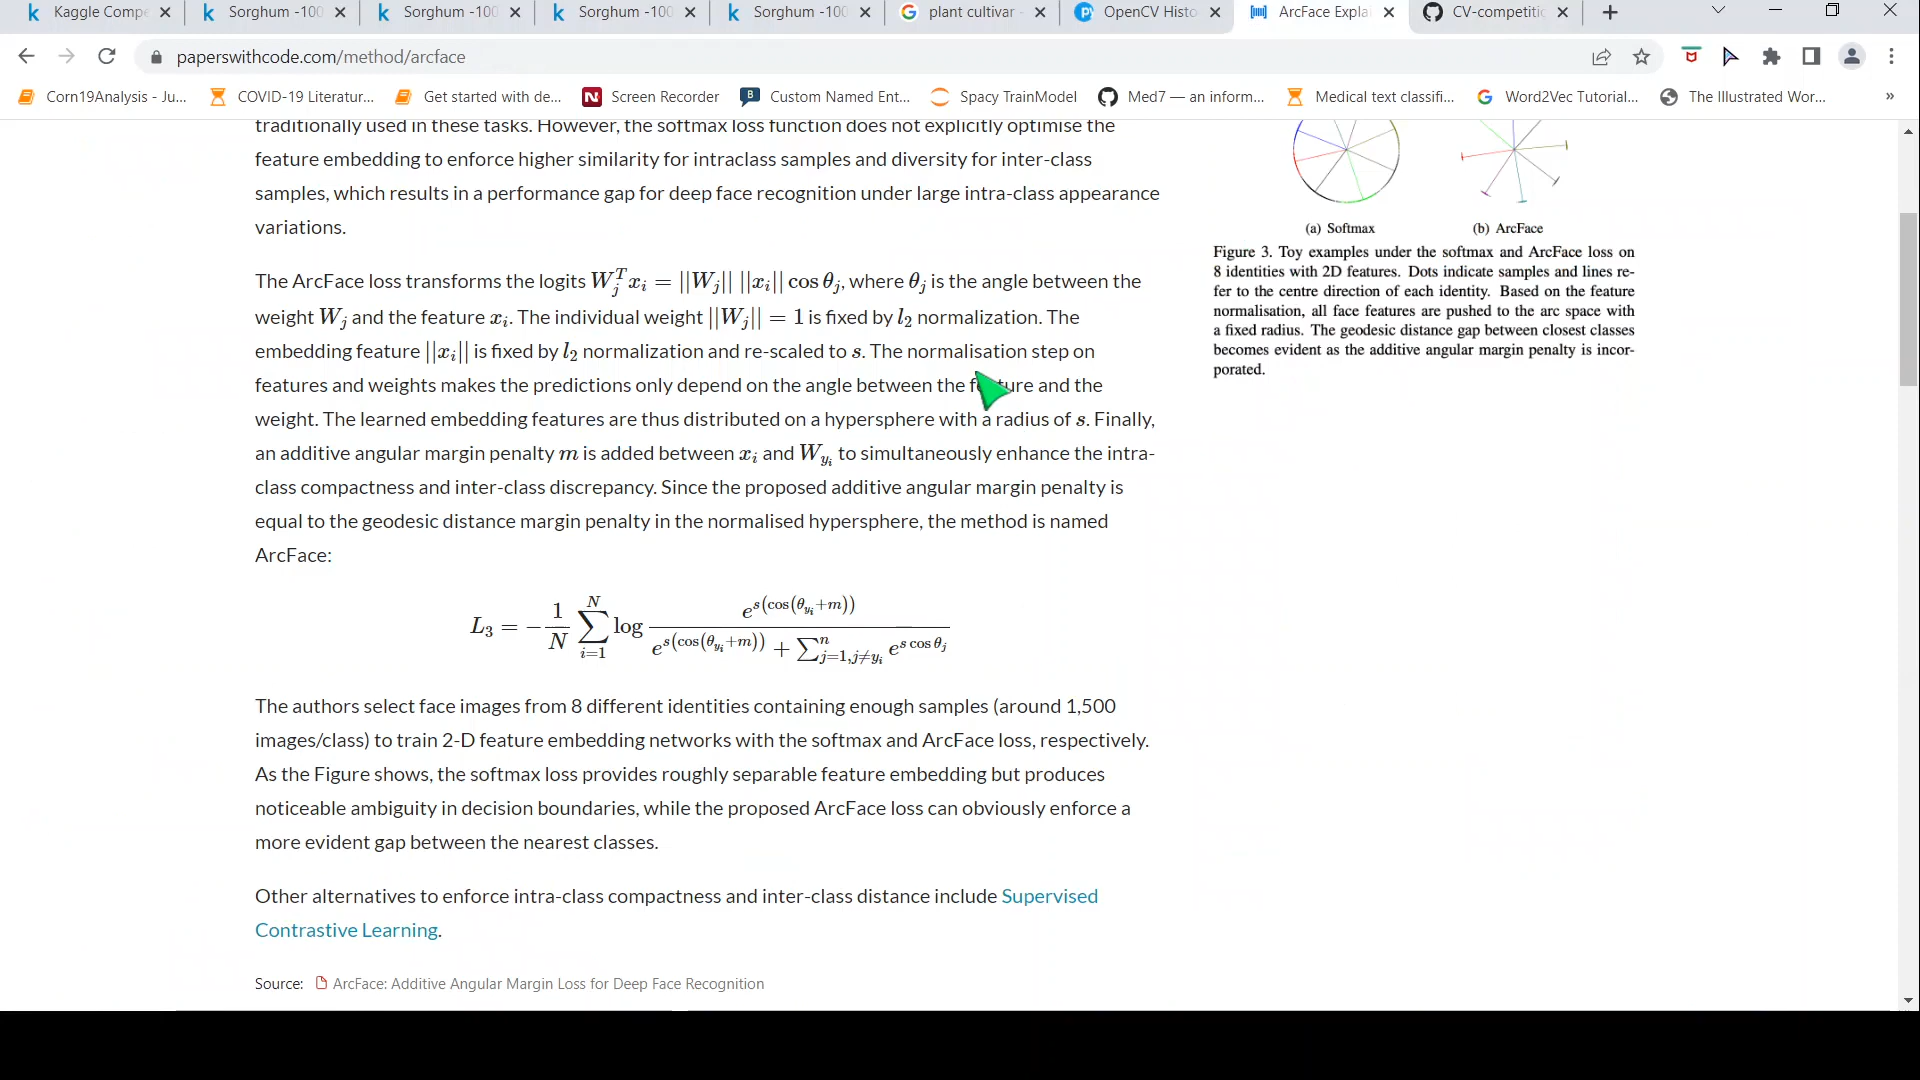 Kaggle Compe
Sorghum -100
Sorghum -100
Sorghum -100
Sorghum -100
plant cultivar -
OpenCV Histo
ArcFace Expla
CV-competitio
paperswithcode.com/method/arcface
Corn19Analysis - Ju...
COVID-19 Literatur...
Get started with de...
Screen Recorder
Custom Named Ent...
Spacy TrainModel
Med7 — an inform...
Medical text classifi...
Word2Vec Tutorial...
The Illustrated Wor...
»
traditionally used in these tasks. However, the softmax loss function does not explicitly optimise the
feature embedding to enforce higher similarity for intraclass samples and diversity for inter-class
samples, which results in a performance gap for deep face recognition under large intra-class appearance
variations.
The ArcFace loss transforms the logits $W_j^T x_i = ||W_j|| \, ||x_i|| \cos\theta_j$, where $\theta_j$ is the angle between the
weight $W_j$ and the feature $x_i$. The individual weight $||W_j|| = 1$ is fixed by $l_2$ normalization. The
embedding feature $||x_i||$ is fixed by $l_2$ normalization and re-scaled to $s$. The normalisation step on
features and weights makes the predictions only depend on the angle between the feature and the
weight. The learned embedding features are thus distributed on a hypersphere with a radius of $s$. Finally,
an additive angular margin penalty $m$ is added between $x_i$ and $W_{y_i}$ to simultaneously enhance the intra-
class compactness and inter-class discrepancy. Since the proposed additive angular margin penalty is
equal to the geodesic distance margin penalty in the normalised hypersphere, the method is named
ArcFace:
$L_3 = -\frac{1}{N} \sum_{i=1}^{N} \log \frac{e^{s(\cos(\theta_{y_i}+m))}}{e^{s(\cos(\theta_{y_i}+m))} + \sum_{j=1,j\neq y_i}^{n} e^{s\cos\theta_j}}$
The authors select face images from 8 different identities containing enough samples (around 1,500
images/class) to train 2-D feature embedding networks with the softmax and ArcFace loss, respectively.
As the Figure shows, the softmax loss provides roughly separable feature embedding but produces
noticeable ambiguity in decision boundaries, while the proposed ArcFace loss can obviously enforce a
more evident gap between the nearest classes.
Other alternatives to enforce intra-class compactness and inter-class distance include Supervised
Contrastive Learning.
Source: ArcFace: Additive Angular Margin Loss for Deep Face Recognition
(a) Softmax
(b) ArcFace
Figure 3. Toy examples under the softmax and ArcFace loss on
8 identities with 2D features. Dots indicate samples and lines re-
fer to the centre direction of each identity. Based on the feature
normalisation, all face features are pushed to the arc space with
a fixed radius. The geodesic distance gap between closest classes
becomes evident as the additive angular margin penalty is incor-
porated.